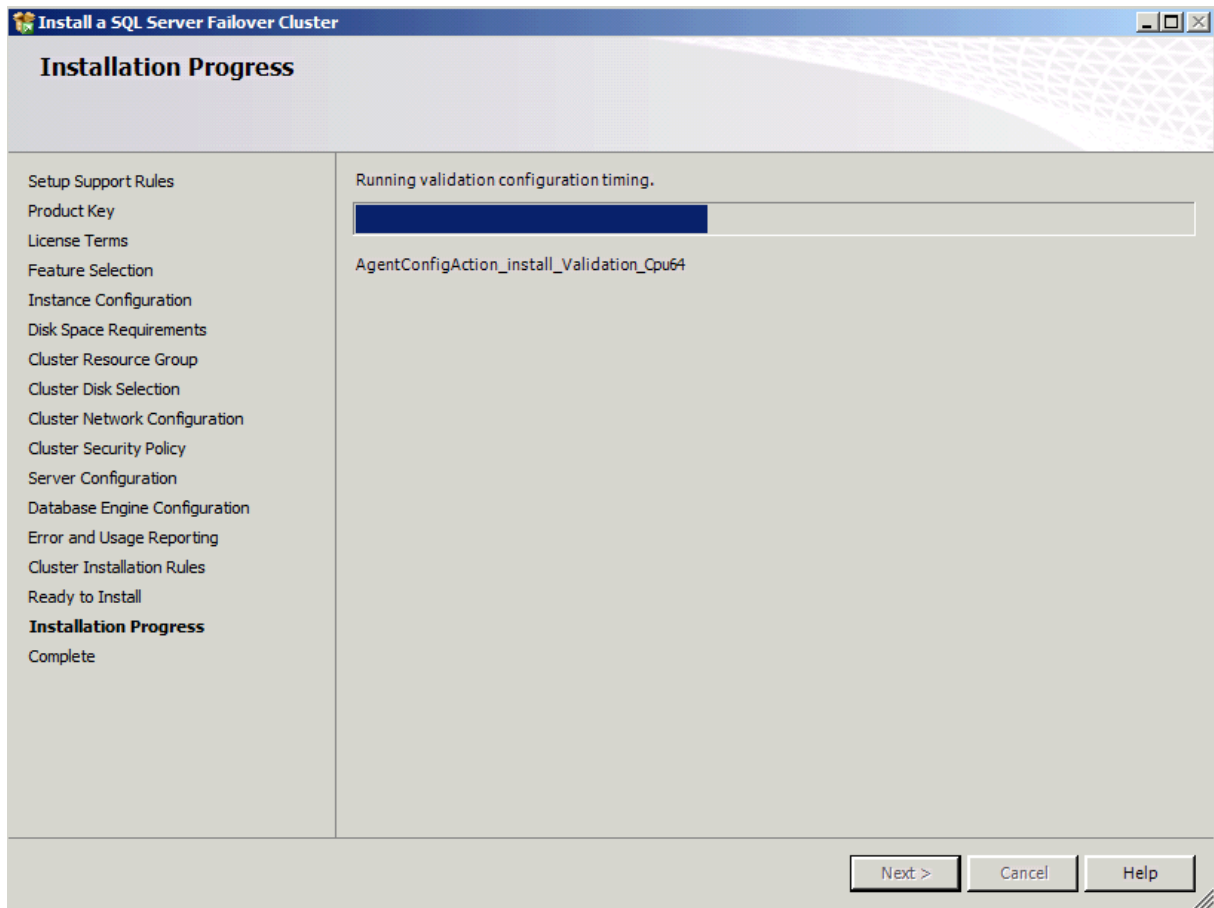 Install a SQL Server Failover Cluster
Installation Progress
Setup Support Rules
Product Key
License Terms
Feature Selection
Instance Configuration
Disk Space Requirements
Cluster Resource Group
Cluster Disk Selection
Cluster Network Configuration
Cluster Security Policy
Server Configuration
Database Engine Configuration
Error and Usage Reporting
Cluster Installation Rules
Ready to Install
Installation Progress
Complete
Running validation configuration timing.
AgentConfigAction_install_Validation_Cpu64
Next >
Cancel
Help